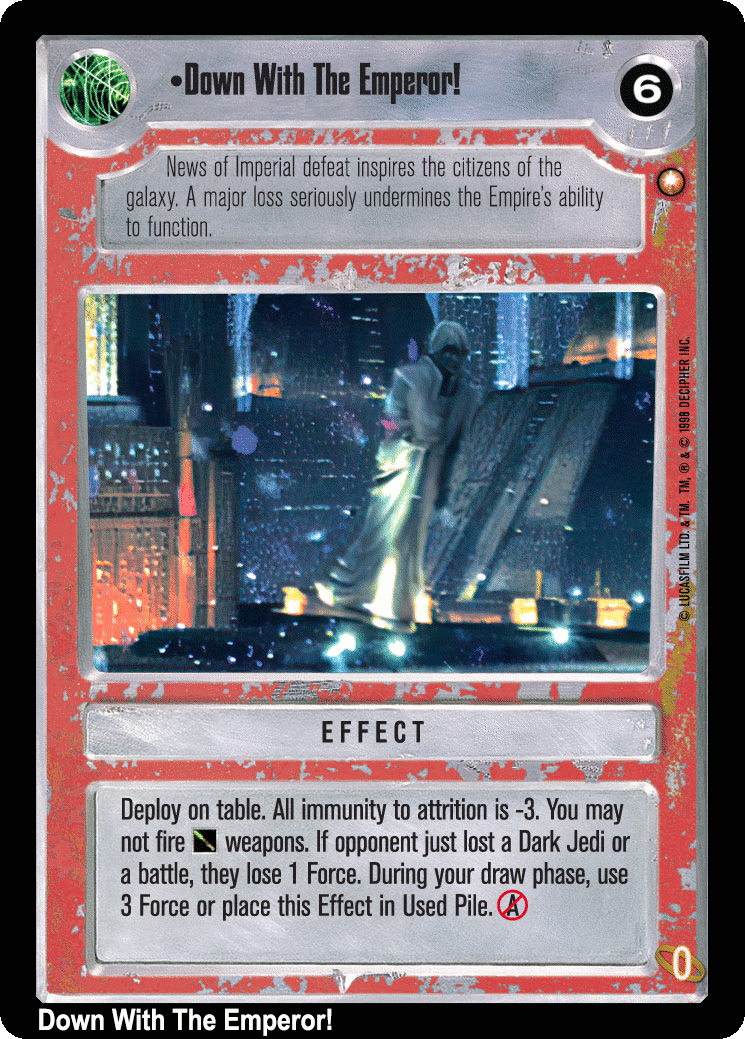 •Down With The Emperor!
6
News of Imperial defeat inspires the citizens of the
galaxy. A major loss seriously undermines the Empire's ability
to function.
© LUCASFILM LTD. & TM. TM, ® & © 1998 DECIPHER INC.
EFFECT
Deploy on table. All immunity to attrition is -3. You may
not fire weapons. If opponent just lost a Dark Jedi or
a battle, they lose 1 Force. During your draw phase, use
3 Force or place this Effect in Used Pile. A
0
Down With The Emperor!